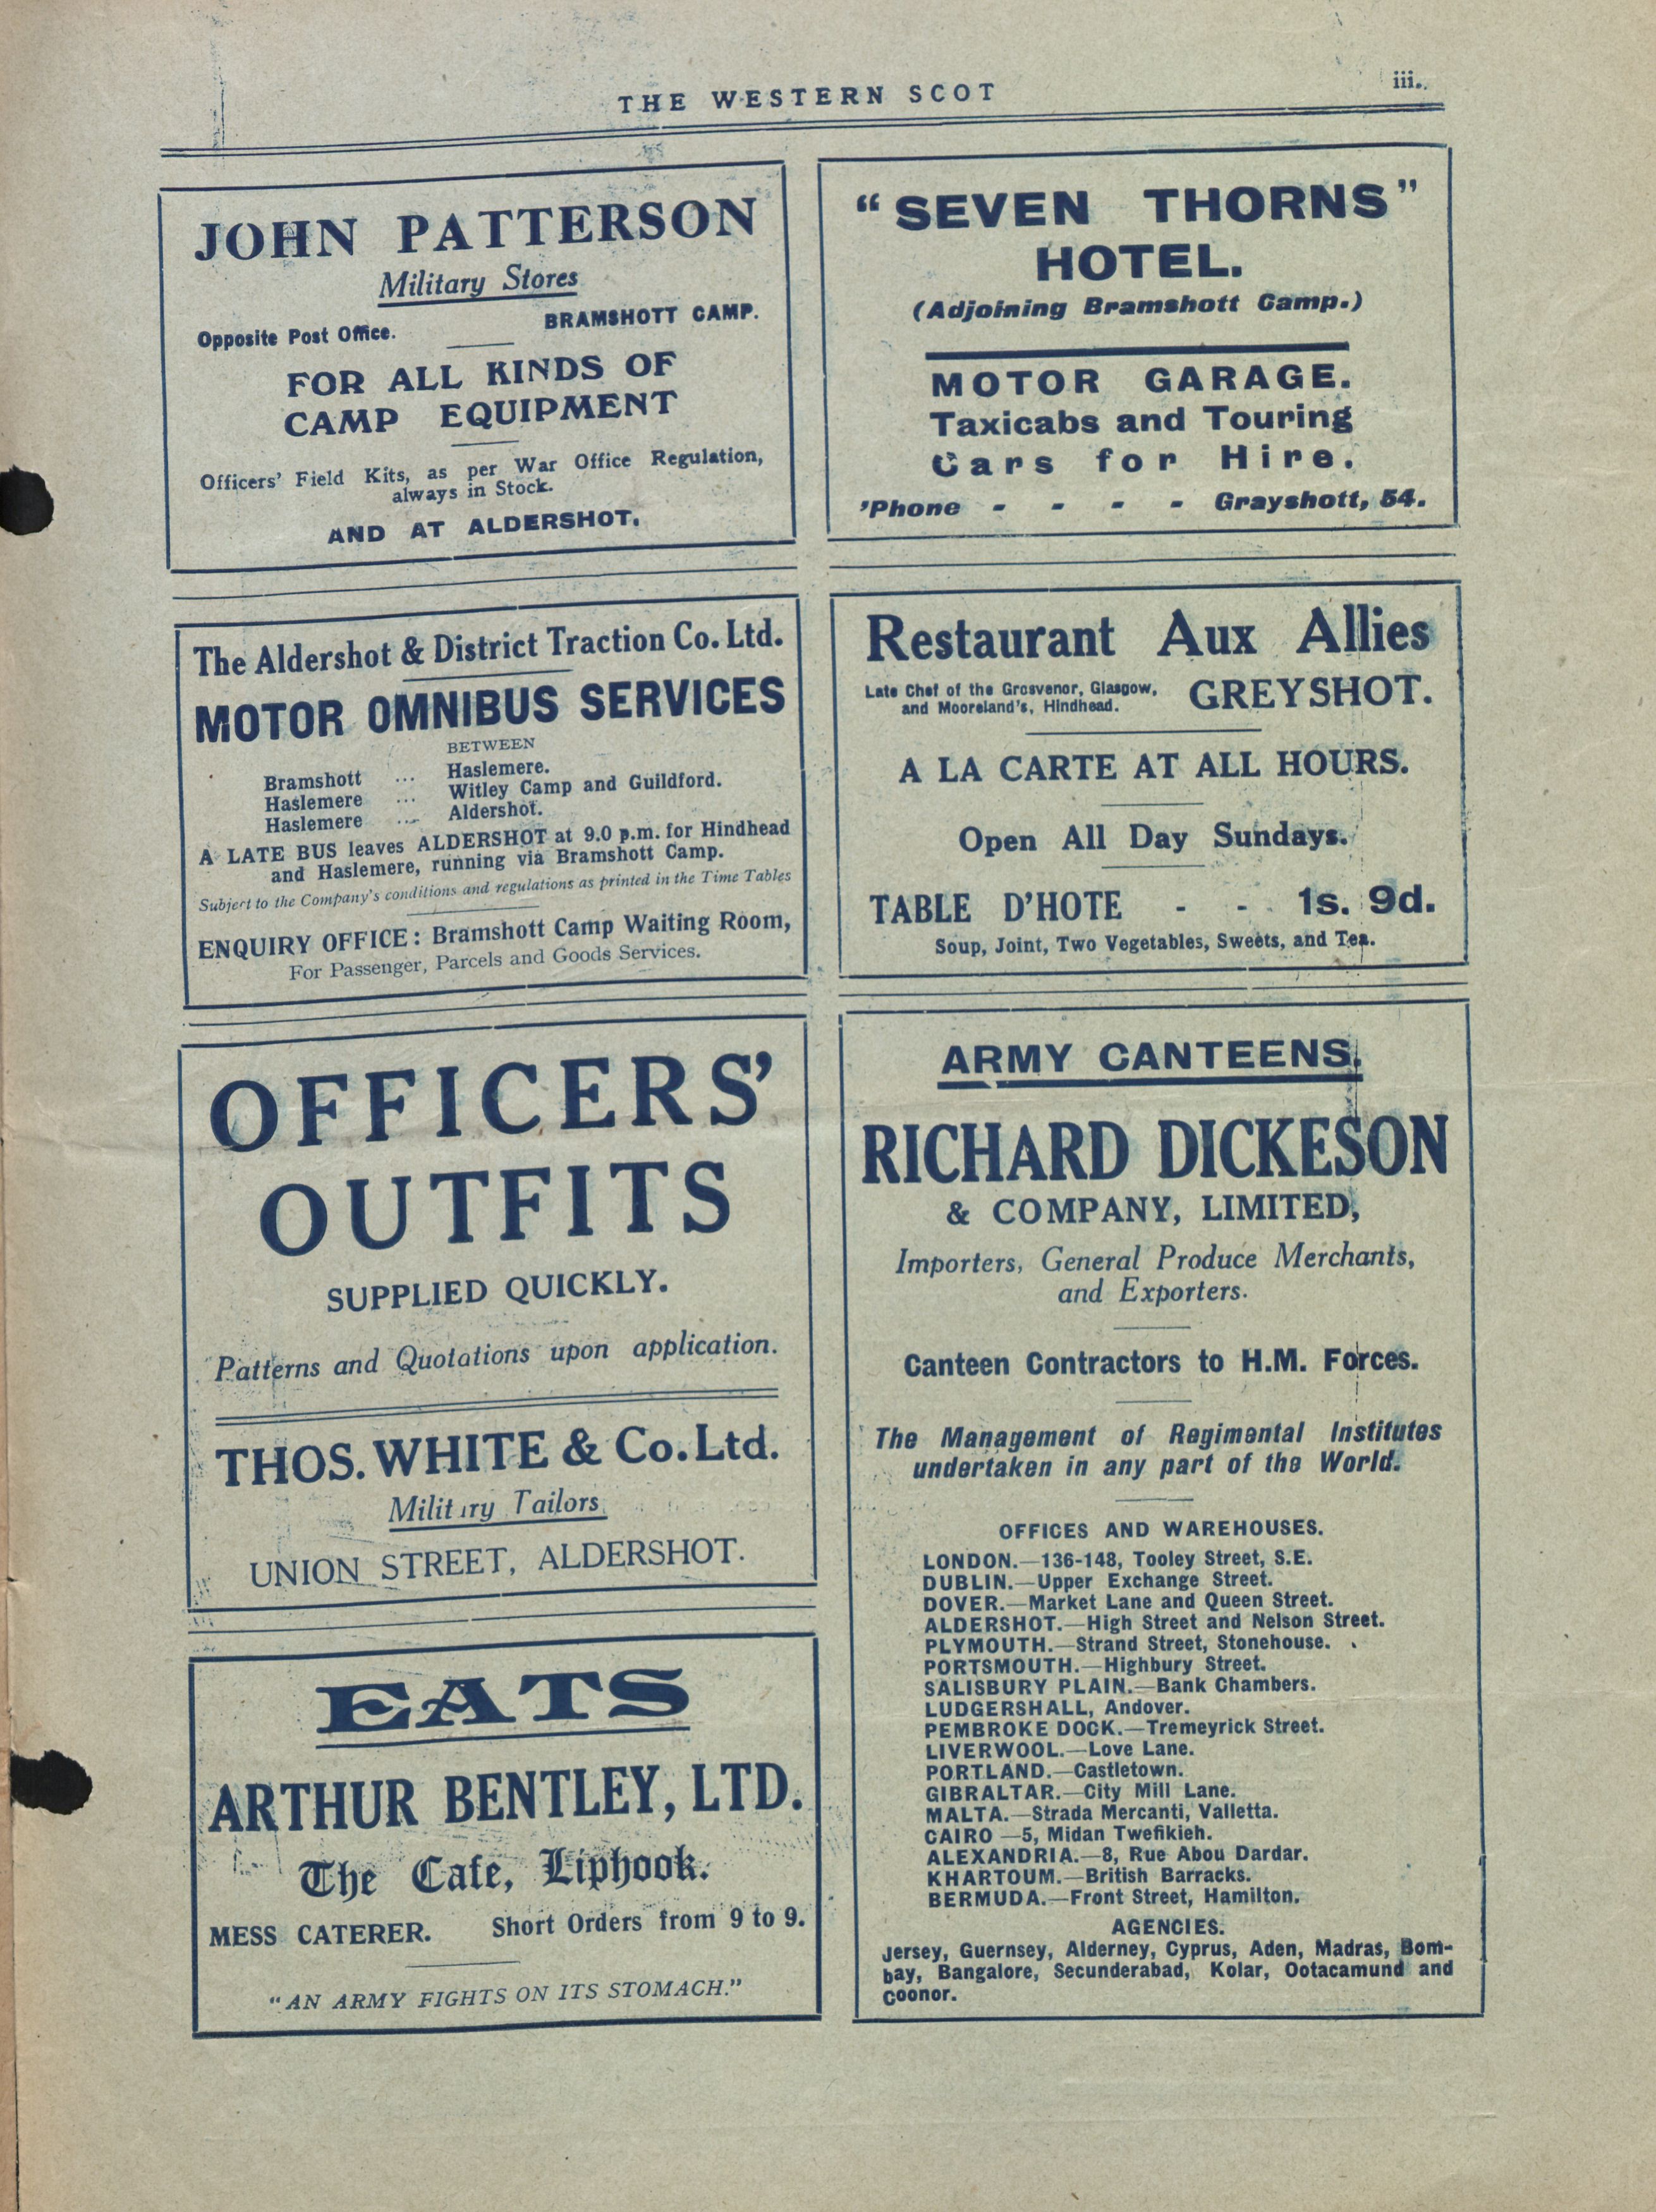 THE WESTERN SCOT
iii.
JOHN PATTERSON
Military Stores
Opposite Post Office. BRAMSHOTT CAMP.
FOR ALL KINDS OF
CAMP EQUIPMENT
Officers' Field Kits, as per War Office Regulation,
always in Stock.
AND AT ALDERSHOT.
The Aldershot & District Traction Co. Ltd.
MOTOR OMNIBUS SERVICES
BETWEEN
Bramshott ... Haslemere.
Haslemere ... Witley Camp and Guildford.
Haslemere ... Aldershot.
A LATE BUS leaves ALDERSHOT at 9.0 p.m. for Hindhead
and Haslemere, running via Bramshott Camp.
Subject to the Company's conditions and regulations as printed in the Time Tables
ENQUIRY OFFICE: Bramshott Camp Waiting Room,
For Passenger, Parcels and Goods Services.
OFFICERS'
OUTFITS
SUPPLIED QUICKLY.
Patterns and Quotations upon application.
THOS. WHITE & Co. Ltd.
Military Tailors
UNION STREET, ALDERSHOT.
EATS
ARTHUR BENTLEY, LTD.
The Cafe, Liphook.
MESS CATERER. Short Orders from 9 to 9.
"AN ARMY FIGHTS ON ITS STOMACH."
"SEVEN THORNS"
HOTEL.
(Adjoining Bramshott Camp.)
MOTOR GARAGE.
Taxicabs and Touring
Cars for Hire.
'Phone - - - - Grayshott, 54.
Restaurant Aux Allies
Late Chef of the Grosvenor, Glasgow,
and Mooreland's, Hindhead.
GREYSHOT.
A LA CARTE AT ALL HOURS.
Open All Day Sundays.
TABLE D'HOTE - - 1s. 9d.
Soup, Joint, Two Vegetables, Sweets, and Tea.
ARMY CANTEENS.
RICHARD DICKESON
& COMPANY, LIMITED,
Importers, General Produce Merchants,
and Exporters.
Canteen Contractors to H.M. Forces.
The Management of Regimental Institutes
undertaken in any part of the World.
OFFICES AND WAREHOUSES.
LONDON.—136-148, Tooley Street, S.E.
DUBLIN.—Upper Exchange Street.
DOVER.—Market Lane and Queen Street.
ALDERSHOT.—High Street and Nelson Street.
PLYMOUTH.—Strand Street, Stonehouse.
PORTSMOUTH.—Highbury Street.
SALISBURY PLAIN.—Bank Chambers.
LUDGERSHALL, Andover.
PEMBROKE DOCK.—Tremeyrick Street.
LIVERWOOL.—Love Lane.
PORTLAND.—Castletown.
GIBRALTAR.—City Mill Lane.
MALTA.—Strada Mercanti, Valletta.
CAIRO —5, Midan Twefikieh.
ALEXANDRIA.—8, Rue Abou Dardar.
KHARTOUM.—British Barracks.
BERMUDA.—Front Street, Hamilton.
AGENCIES.
Jersey, Guernsey, Alderney, Cyprus, Aden, Madras, Bom-
bay, Bangalore, Secunderabad, Kolar, Ootacamund and
Coonor.